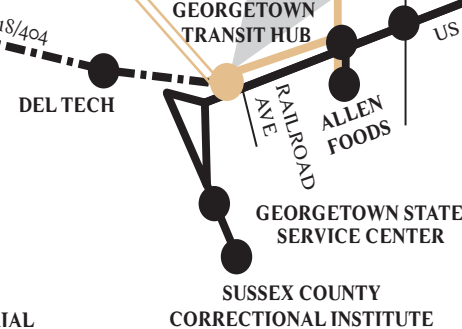 GEORGETOWN
TRANSIT HUB
18/404
US
DEL TECH
RAILROAD
AVE
ALLEN
FOODS
GEORGETOWN STATE
SERVICE CENTER
SUSSEX COUNTY
CORRECTIONAL INSTITUTE
IAL